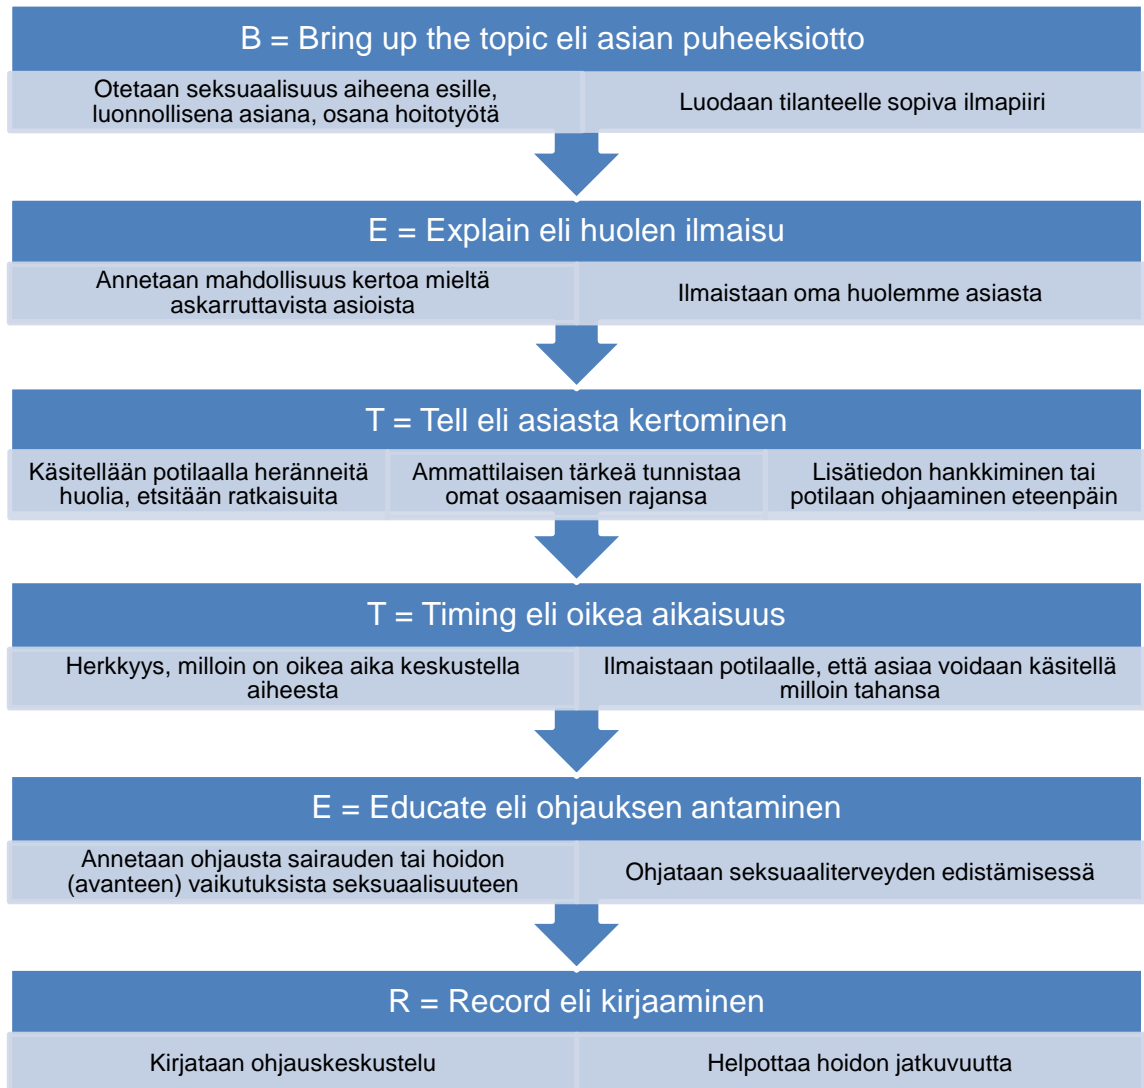 B = Bring up the topic eli asian puheeksiotto
Otetaan seksuaalisuus aiheena esille,
luonnollisena asiana, osana hoitotyötä
Luodaan tilanteelle sopiva ilmapiiri
E = Explain eli huolen ilmaisu
Annetaan mahdollisuus kertoa mieltä
askarruttavista asioista
Ilmaistaan oma huolemme asiasta
T = Tell eli asiasta kertominen
Käsitellään potilaalla heränneitä
huolia, etsitään ratkaisuita
Ammattilaisen tärkeä tunnistaa
omat osaamisen rajansa
Lisätiedon hankkiminen tai
potilaan ohjaaminen eteenpäin
T = Timing eli oikea aikaisuus
Herkkyys, milloin on oikea aika keskustella
aiheesta
Ilmaistaan potilaalle, että asiaa voidaan käsitellä
milloin tahansa
E = Educate eli ohjauksen antaminen
Annetaan ohjausta sairauden tai hoidon
(avanteen) vaikutuksista seksuaalisuuteen
Ohjataan seksuaaliterveyden edistämisessä
R = Record eli kirjaaminen
Kirjataan ohjauskeskustelu
Helpottaa hoidon jatkuvuutta